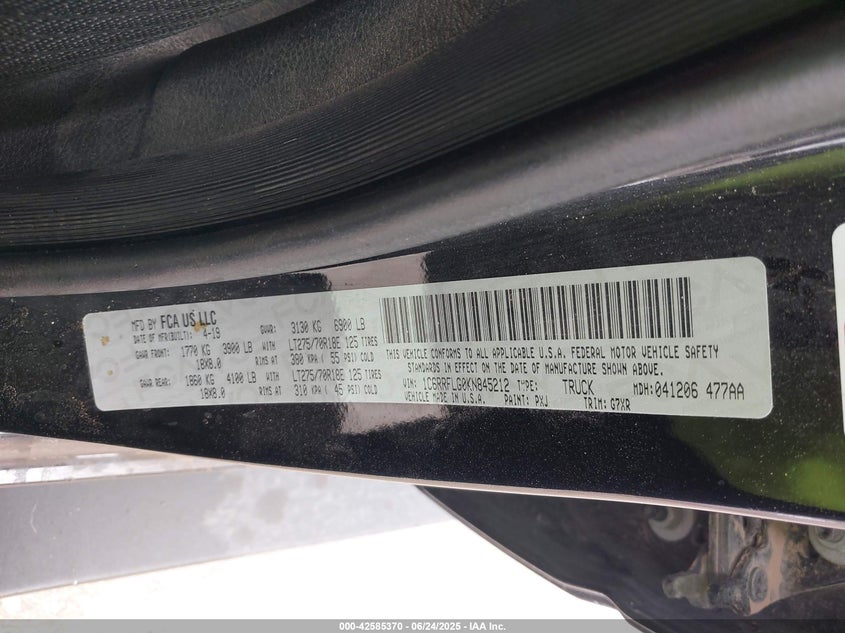 MFD BY FCA US LLC
DATE OF MFR(BUILT): 4-19 GVWR: 3130 KG 6900 LB
GAWR FRONT: 1770 KG 3900 LB WITH LT275/70R18E 125 TIRES
18X8.0 RIMS AT 380 KPA ( 55 PSI) COLD
GAWR REAR: 1860 KG 4100 LB WITH LT275/70R18E 125 TIRES
18X8.0 RIMS AT 310 KPA ( 45 PSI) COLD
THIS VEHICLE CONFORMS TO ALL APPLICABLE U.S.A. FEDERAL MOTOR VEHICLE SAFETY
STANDARDS IN EFFECT ON THE DATE OF MANUFACTURE SHOWN ABOVE.
VIN: 1C6RRFLG0KN845212 TYPE: TRUCK MDH: 041206 477AA
VEHICLE MADE IN U.S.A. PAINT: PXJ TRIM: G7XR
000-42585370 | 06/24/2025 - IAA Inc.